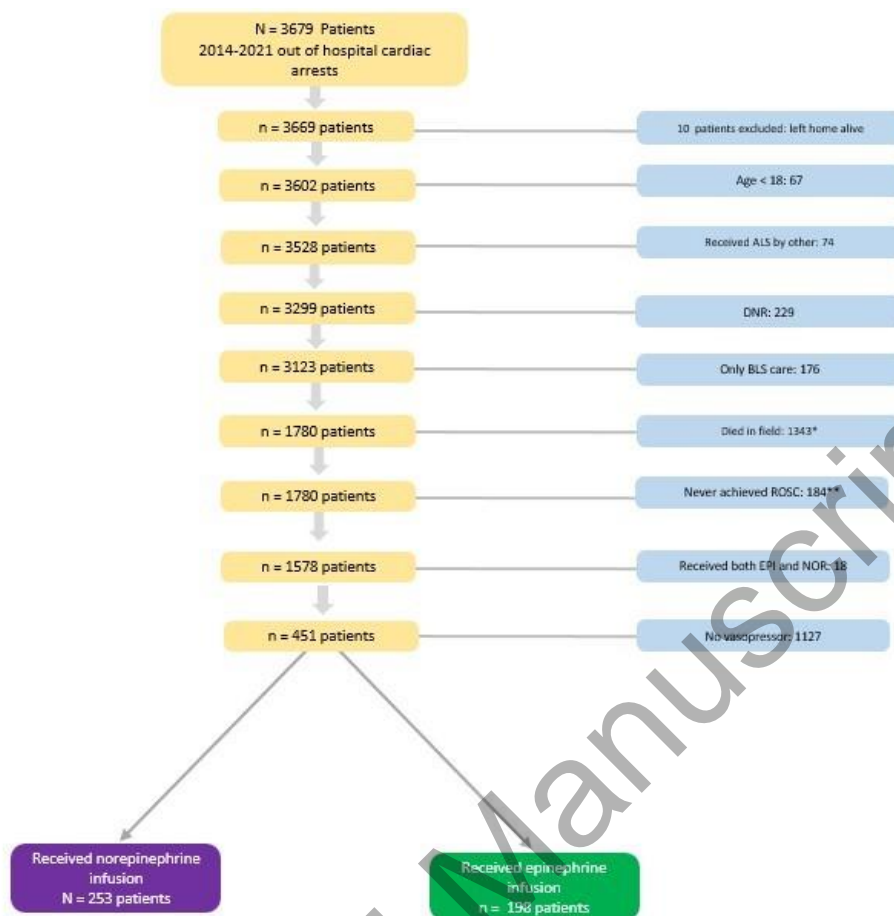 N = 3679 Patients
2014-2021 out of hospital cardiac
arrests
n = 3669 patients
10 patients excluded: left home alive
n = 3602 patients
Age < 18: 67
n = 3528 patients
Received ALS by other: 74
n = 3299 patients
DNR: 229
n = 3123 patients
Only BLS care: 176
n = 1780 patients
Died in field: 1343*
n = 1780 patients
Never achieved ROSC: 184**
n = 1578 patients
Received both EPI and NOR: 18
n = 451 patients
No vasopressor: 1127
Received norepinephrine
infusion
N = 253 patients
Received epinephrine
infusion
n = 198 patients
Manuscrip